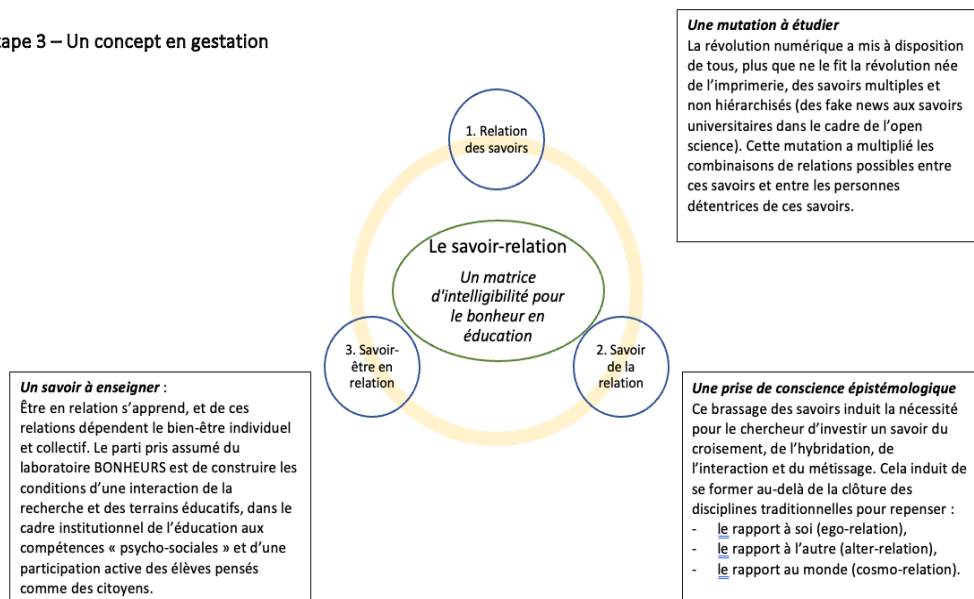 tape 3 – Un concept en gestation
Une mutation à étudier
La révolution numérique a mis à disposition
de tous, plus que ne le fit la révolution née
de l'imprimerie, des savoirs multiples et
non hiérarchisés (des fake news aux savoirs
universitaires dans le cadre de l'open
science). Cette mutation a multiplié les
combinaisons de relations possibles entre
ces savoirs et entre les personnes
détentrices de ces savoirs.
1. Relation
des savoirs
Le savoir-relation
Un matrice
d'intelligibilité pour
le bonheur en
éducation
3. Savoir-
être en
relation
2. Savoir
de la
relation
Un savoir à enseigner :
Être en relation s'apprend, et de ces
relations dépendent le bien-être individuel
et collectif. Le parti pris assumé du
laboratoire BONHEURS est de construire les
conditions d'une interaction de la
recherche et des terrains éducatifs, dans le
cadre institutionnel de l'éducation aux
compétences « psycho-sociales » et d'une
participation active des élèves pensés
comme des citoyens.
Une prise de conscience épistémologique
Ce brassage des savoirs induit la nécessité
pour le chercheur d'investir un savoir du
croisement, de l'hybridation, de
l'interaction et du métissage. Cela induit de
se former au-delà de la clôture des
disciplines traditionnelles pour repenser :
- le rapport à soi (ego-relation),
- le rapport à l'autre (alter-relation),
- le rapport au monde (cosmo-relation).